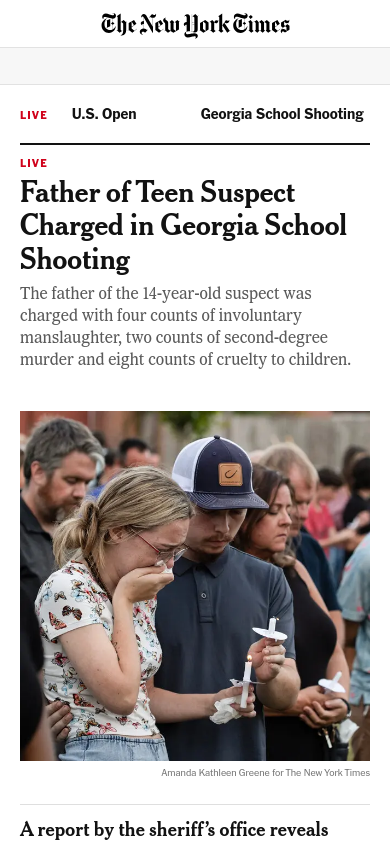 The New York Times
LIVE U.S. Open Georgia School Shooting
LIVE
Father of Teen Suspect
Charged in Georgia School
Shooting
The father of the 14-year-old suspect was
charged with four counts of involuntary
manslaughter, two counts of second-degree
murder and eight counts of cruelty to children.
Amanda Kathleen Greene for The New York Times
A report by the sheriff’s office reveals